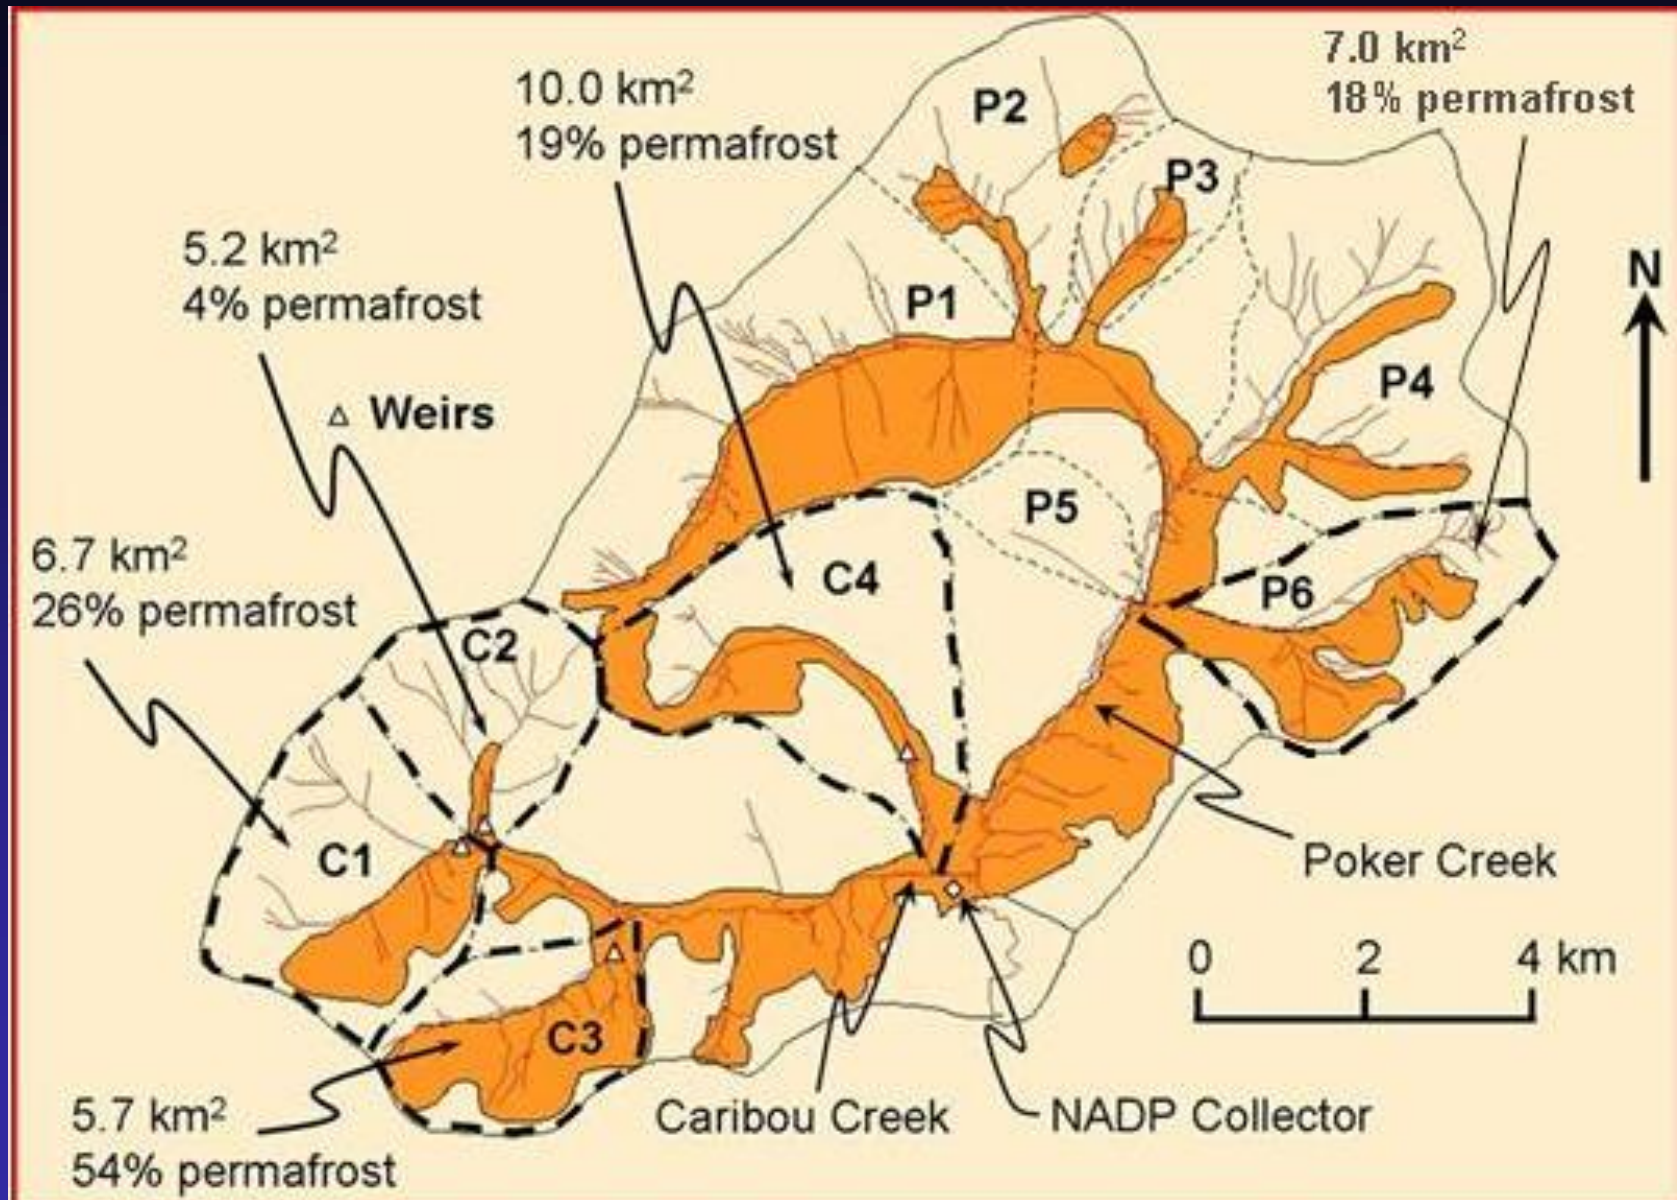 7.0 km²
18% permafrost
10.0 km²
19% permafrost
P2
P3
N
5.2 km²
4% permafrost
P1
P4
Weirs
P5
6.7 km²
26% permafrost
C4
P6
C2
C1
Poker Creek
0 2 4 km
C3
5.7 km²
54% permafrost
Caribou Creek
NADP Collector